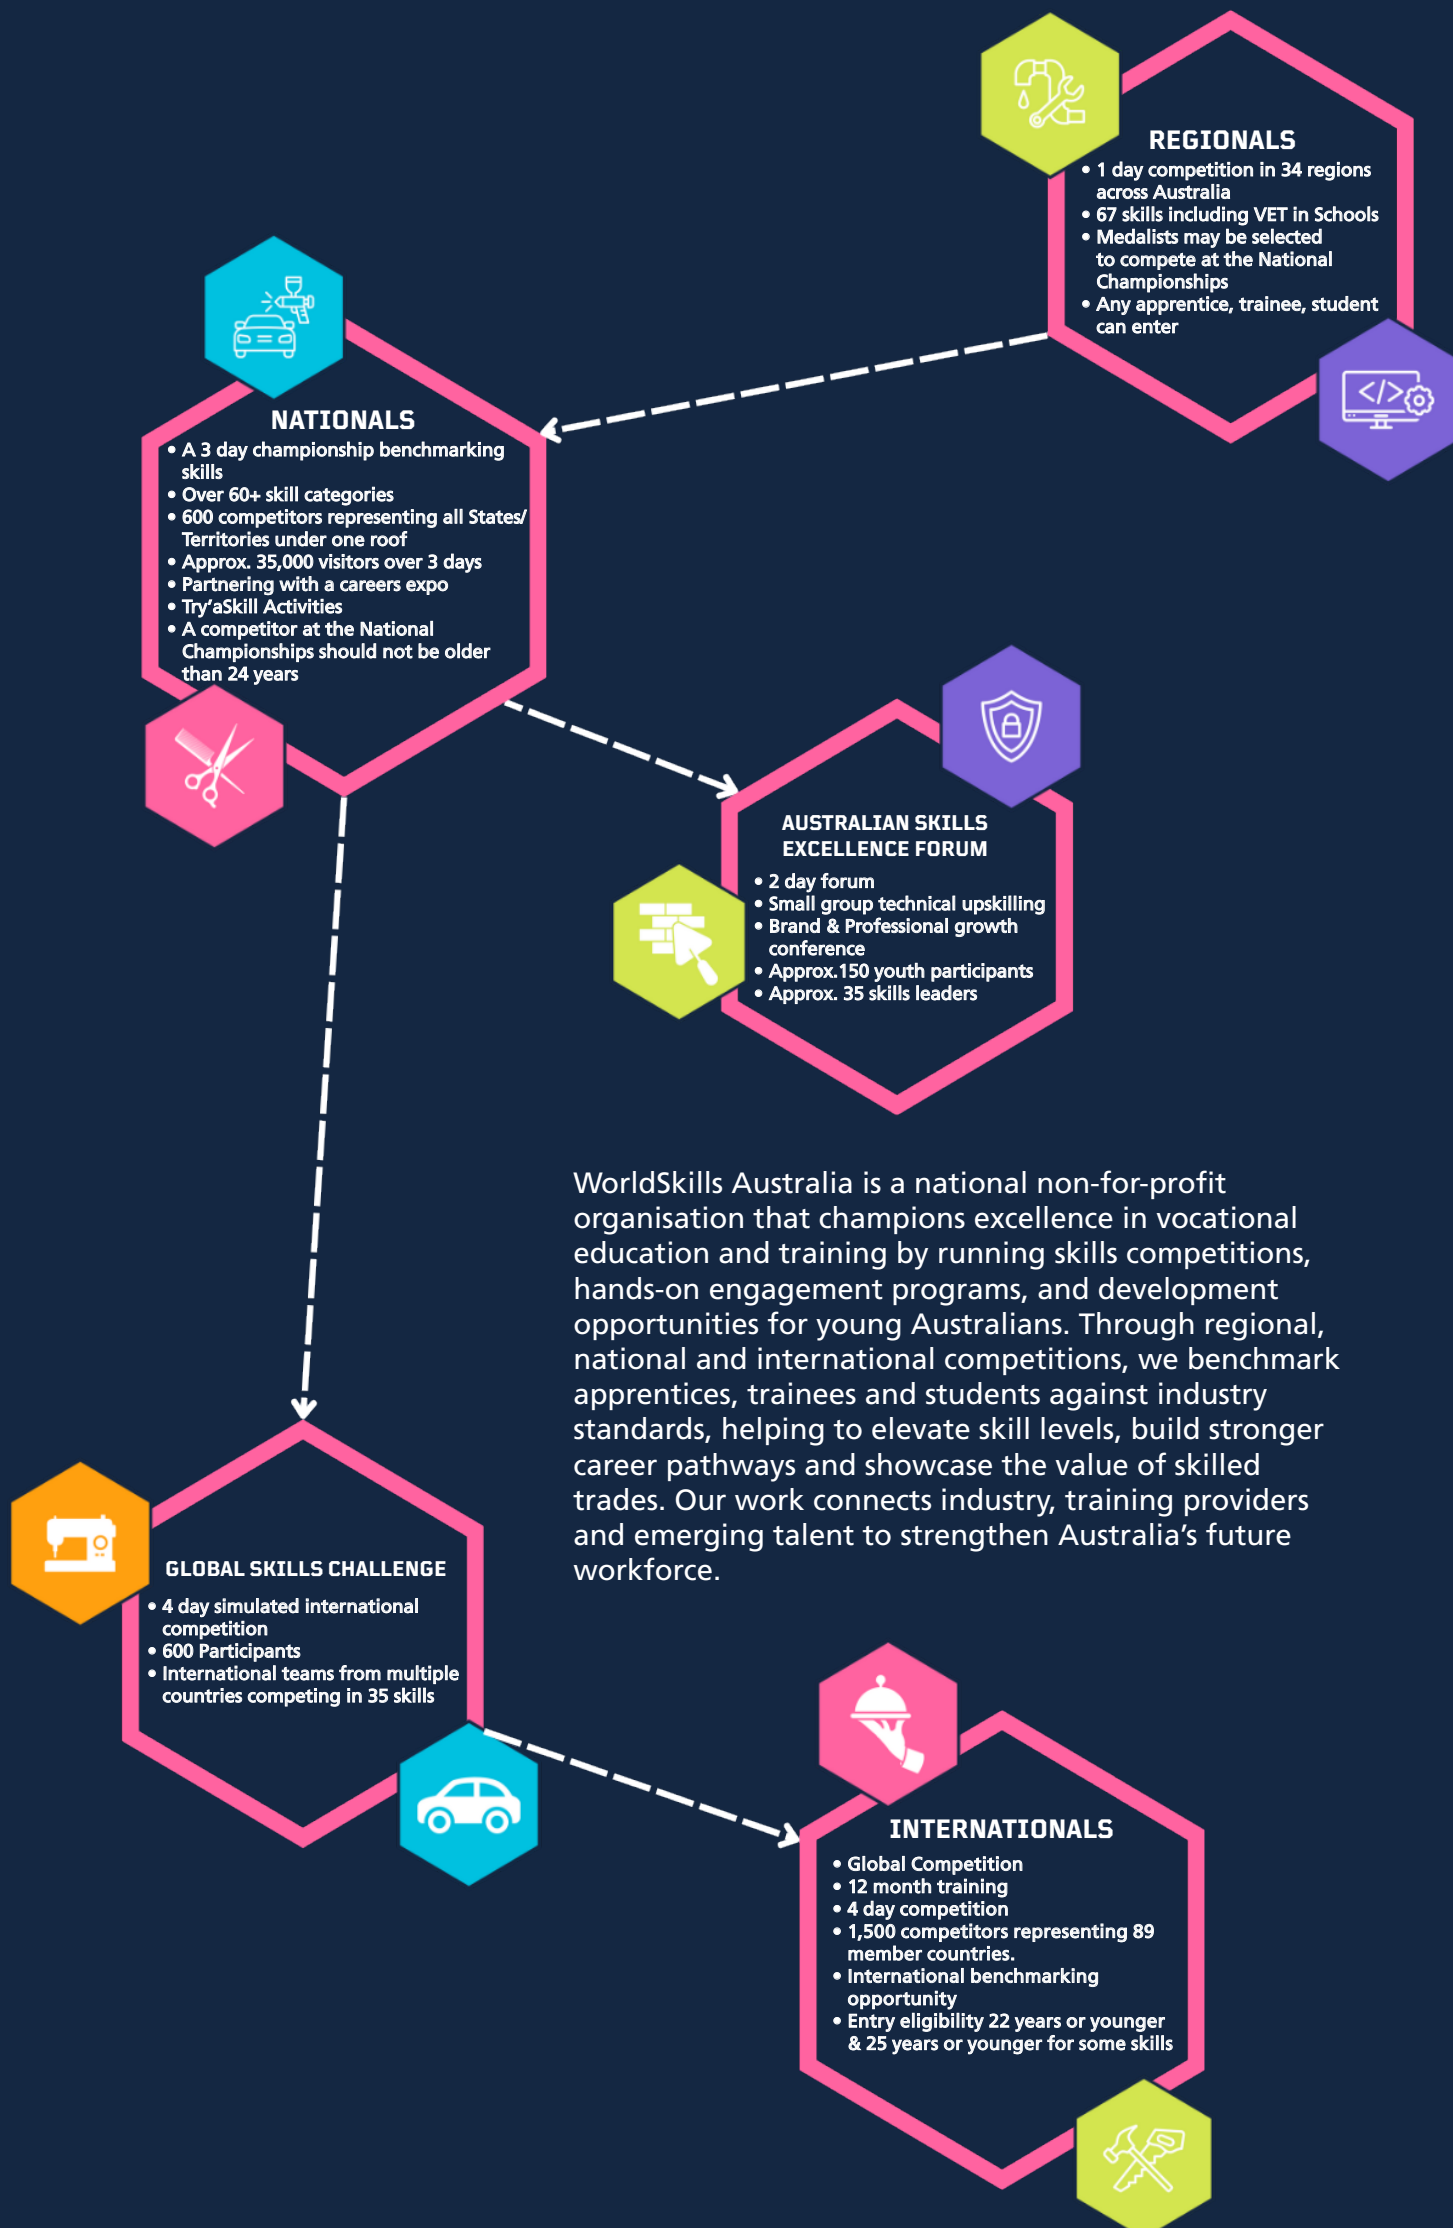 REGIONALS
• 1 day competition in 34 regions
across Australia
• 67 skills including VET in Schools
• Medalists may be selected
to compete at the National
Championships
• Any apprentice, trainee, student
can enter
</>
NATIONALS
• A 3 day championship benchmarking
skills
• Over 60+ skill categories
• 600 competitors representing all States/
Territories under one roof
• Approx. 35,000 visitors over 3 days
• Partnering with a careers expo
• Try’aSkill Activities
• A competitor at the National
Championships should not be older
than 24 years
AUSTRALIAN SKILLS
EXCELLENCE FORUM
• 2 day forum
• Small group technical upskilling
• Brand & Professional growth
conference
• Approx.150 youth participants
• Approx. 35 skills leaders
WorldSkills Australia is a national non-for-profit
organisation that champions excellence in vocational
education and training by running skills competitions,
hands-on engagement programs, and development
opportunities for young Australians. Through regional,
national and international competitions, we benchmark
apprentices, trainees and students against industry
standards, helping to elevate skill levels, build stronger
career pathways and showcase the value of skilled
trades. Our work connects industry, training providers
and emerging talent to strengthen Australia’s future
workforce.
GLOBAL SKILLS CHALLENGE
• 4 day simulated international
competition
• 600 Participants
• International teams from multiple
countries competing in 35 skills
INTERNATIONALS
• Global Competition
• 12 month training
• 4 day competition
• 1,500 competitors representing 89
member countries.
• International benchmarking
opportunity
• Entry eligibility 22 years or younger
& 25 years or younger for some skills